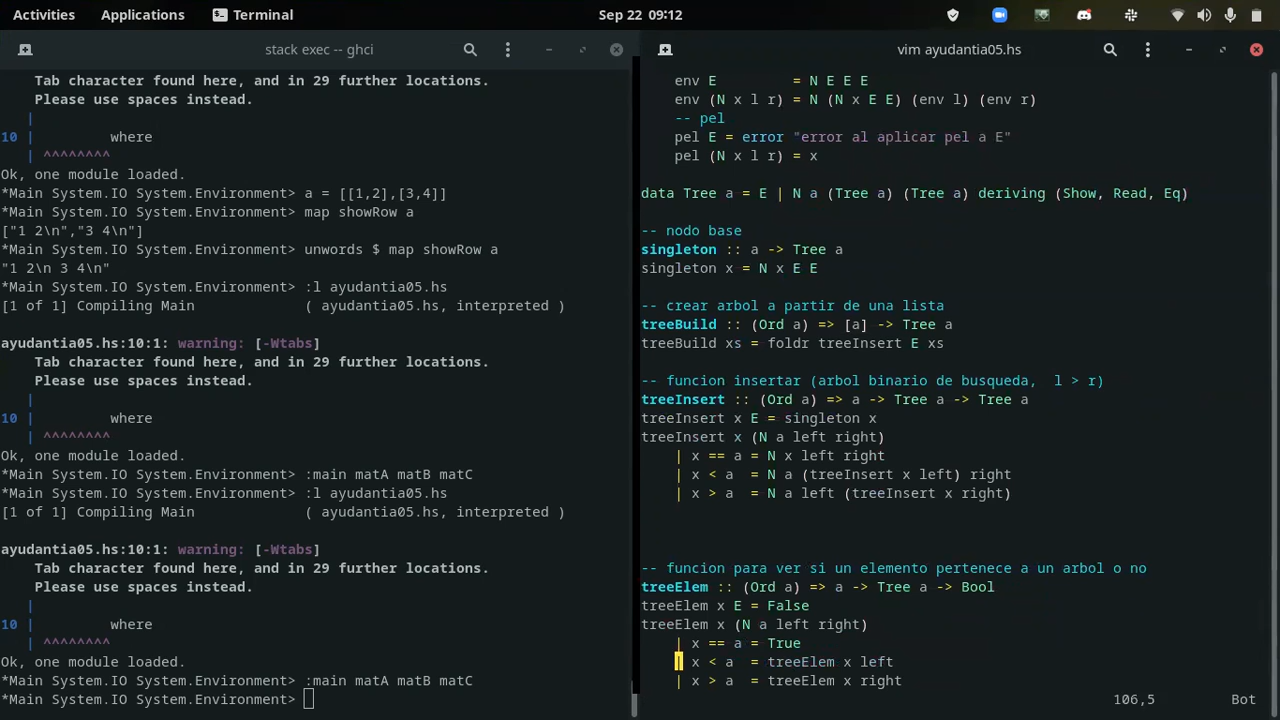 Activities Applications Terminal Sep 22 09:12
stack exec -- ghci
Tab character found here, and in 29 further locations.
Please use spaces instead.
|
10 | where
| ^^^^^^^^
Ok, one module loaded.
*Main System.IO System.Environment> a = [[1,2],[3,4]]
*Main System.IO System.Environment> map showRow a
["1 2\n","3 4\n"]
*Main System.IO System.Environment> unwords $ map showRow a
"1 2\n 3 4\n"
*Main System.IO System.Environment> :l ayudantia05.hs
[1 of 1] Compiling Main ( ayudantia05.hs, interpreted )
ayudantia05.hs:10:1: warning: [-Wtabs]
Tab character found here, and in 29 further locations.
Please use spaces instead.
|
10 | where
| ^^^^^^^^
Ok, one module loaded.
*Main System.IO System.Environment> :main matA matB matC
*Main System.IO System.Environment> :l ayudantia05.hs
[1 of 1] Compiling Main ( ayudantia05.hs, interpreted )
ayudantia05.hs:10:1: warning: [-Wtabs]
Tab character found here, and in 29 further locations.
Please use spaces instead.
|
10 | where
| ^^^^^^^^
Ok, one module loaded.
*Main System.IO System.Environment> :main matA matB matC
*Main System.IO System.Environment>
vim ayudantia05.hs
env E = N E E E
env (N x l r) = N (N x E E) (env l) (env r)
-- pel
pel E = error "error al aplicar pel a E"
pel (N x l r) = x
data Tree a = E | N a (Tree a) (Tree a) deriving (Show, Read, Eq)
-- nodo base
singleton :: a -> Tree a
singleton x = N x E E
-- crear arbol a partir de una lista
treeBuild :: (Ord a) => [a] -> Tree a
treeBuild xs = foldr treeInsert E xs
-- funcion insertar (arbol binario de busqueda, l > r)
treeInsert :: (Ord a) => a -> Tree a -> Tree a
treeInsert x E = singleton x
treeInsert x (N a left right)
| x == a = N x left right
| x < a = N a (treeInsert x left) right
| x > a = N a left (treeInsert x right)
-- funcion para ver si un elemento pertenece a un arbol o no
treeElem :: (Ord a) => a -> Tree a -> Bool
treeElem x E = False
treeElem x (N a left right)
| x == a = True
| x < a = treeElem x left
| x > a = treeElem x right
106,5 Bot